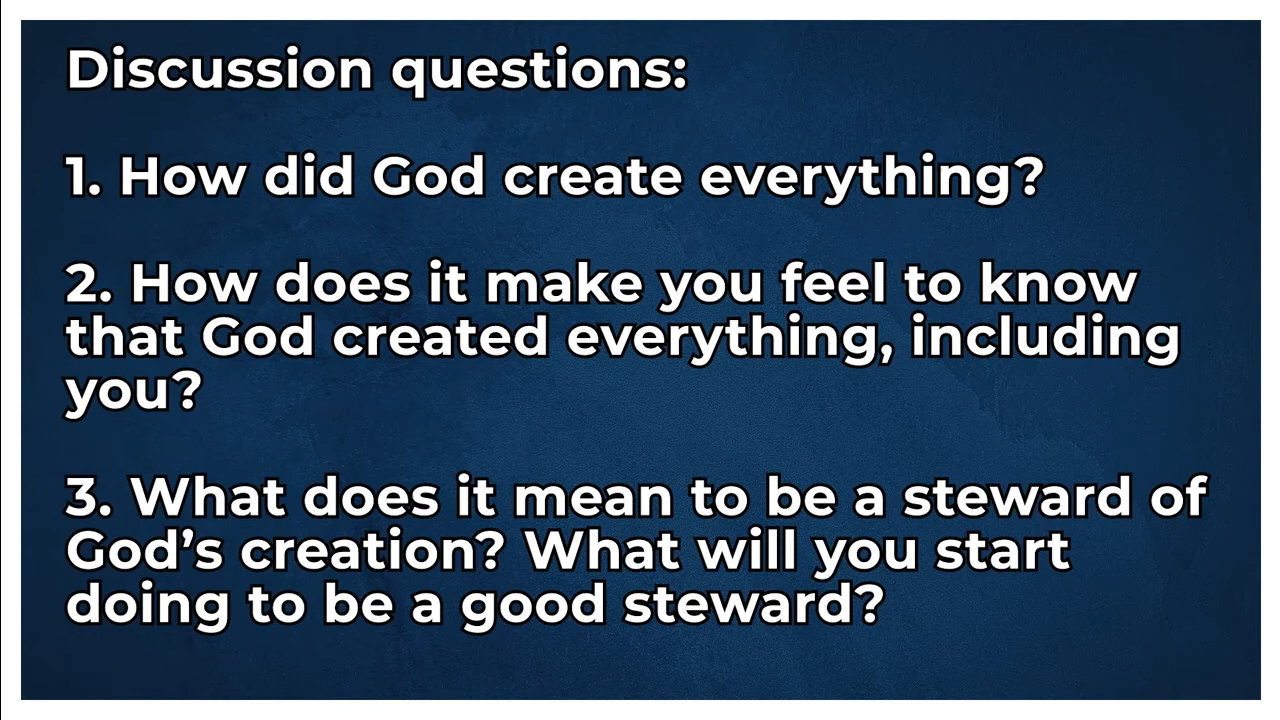 Discussion questions:
1. How did God create everything?
2. How does it make you feel to know
that God created everything, including
you?
3. What does it mean to be a steward of
God’s creation? What will you start
doing to be a good steward?